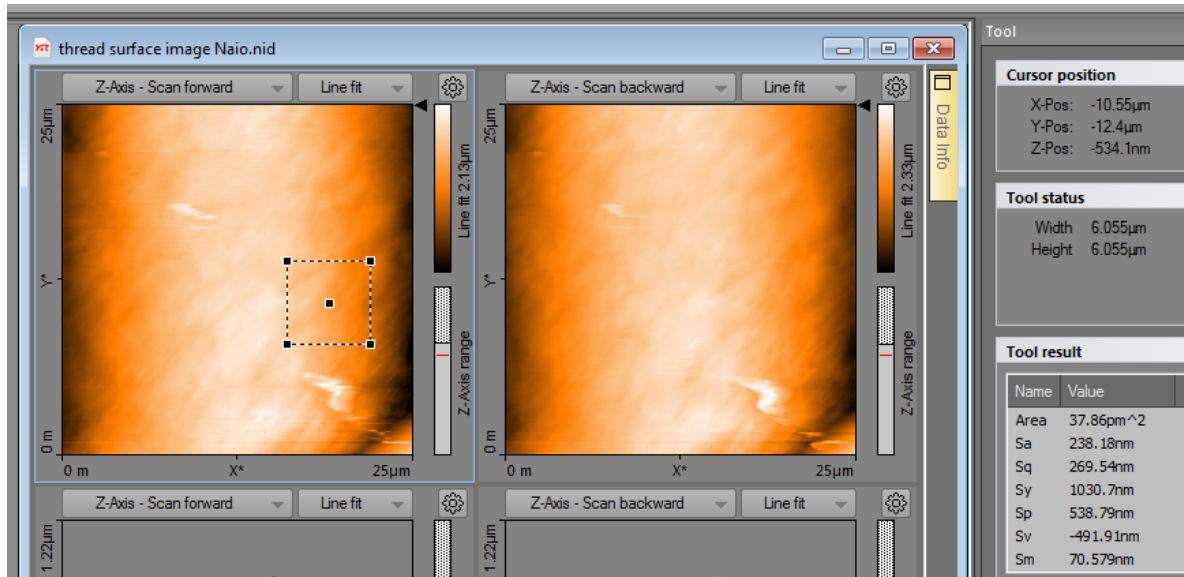 Tool
thread surface image Naio.nid
Z-Axis - Scan forward
Line fit
25µm
Y*
0 m
0 m
X*
25µm
Line fit 2.13µm
Z-Axis range
Z-Axis - Scan backward
Line fit
25µm
Y*
0 m
0 m
X*
25µm
Line fit 2.33µm
Z-Axis range
Data Info
Z-Axis - Scan forward
Line fit
1.22µm
Z-Axis - Scan backward
Line fit
1.22µm
Cursor position
X-Pos: -10.55µm
Y-Pos: -12.4µm
Z-Pos: -534.1nm
Tool status
Width 6.055µm
Height 6.055µm
Tool result
Name Value
Area 37.86pm^2
Sa 238.18nm
Sq 269.54nm
Sy 1030.7nm
Sp 538.79nm
Sv -491.91nm
Sm 70.579nm